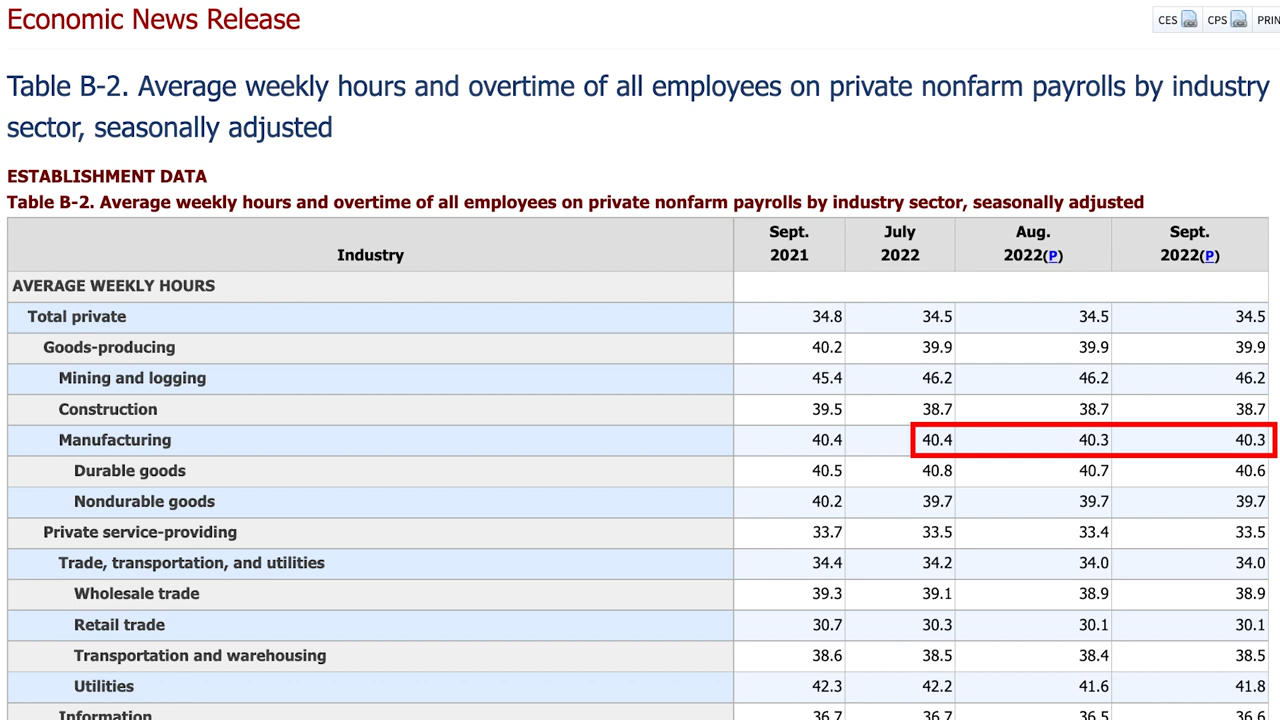 Economic News Release
CES CPS PRIN
Table B-2. Average weekly hours and overtime of all employees on private nonfarm payrolls by industry
sector, seasonally adjusted
ESTABLISHMENT DATA
Table B-2. Average weekly hours and overtime of all employees on private nonfarm payrolls by industry sector, seasonally adjusted
Industry Sept. 2021 July 2022 Aug. 2022(P) Sept. 2022(P)
AVERAGE WEEKLY HOURS
Total private 34.8 34.5 34.5 34.5
Goods-producing 40.2 39.9 39.9 39.9
Mining and logging 45.4 46.2 46.2 46.2
Construction 39.5 38.7 38.7 38.7
Manufacturing 40.4 40.4 40.3 40.3
Durable goods 40.5 40.8 40.7 40.6
Nondurable goods 40.2 39.7 39.7 39.7
Private service-providing 33.7 33.5 33.4 33.5
Trade, transportation, and utilities 34.4 34.2 34.0 34.0
Wholesale trade 39.3 39.1 38.9 38.9
Retail trade 30.7 30.3 30.1 30.1
Transportation and warehousing 38.6 38.5 38.4 38.5
Utilities 42.3 42.2 41.6 41.8
Information 36.7 36.7 36.5 36.6